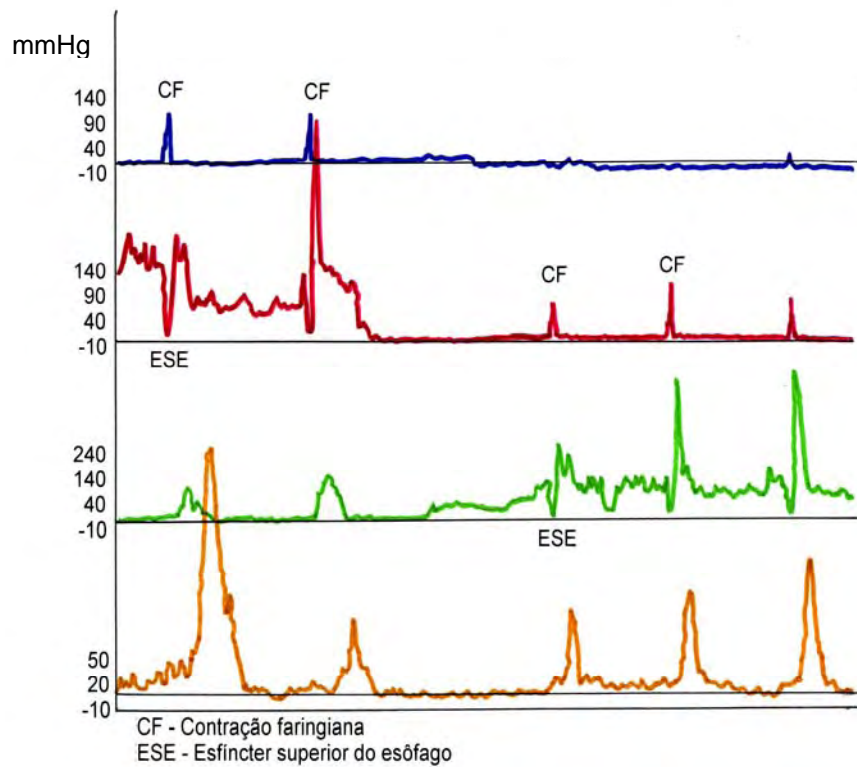 mmHg
CF
CF
140
90
40
-10
CF
CF
140
90
40
-10
ESE
240
140
40
-10
ESE
50
20
-10
CF - Contração faringiana
ESE - Esfíncter superior do esôfago